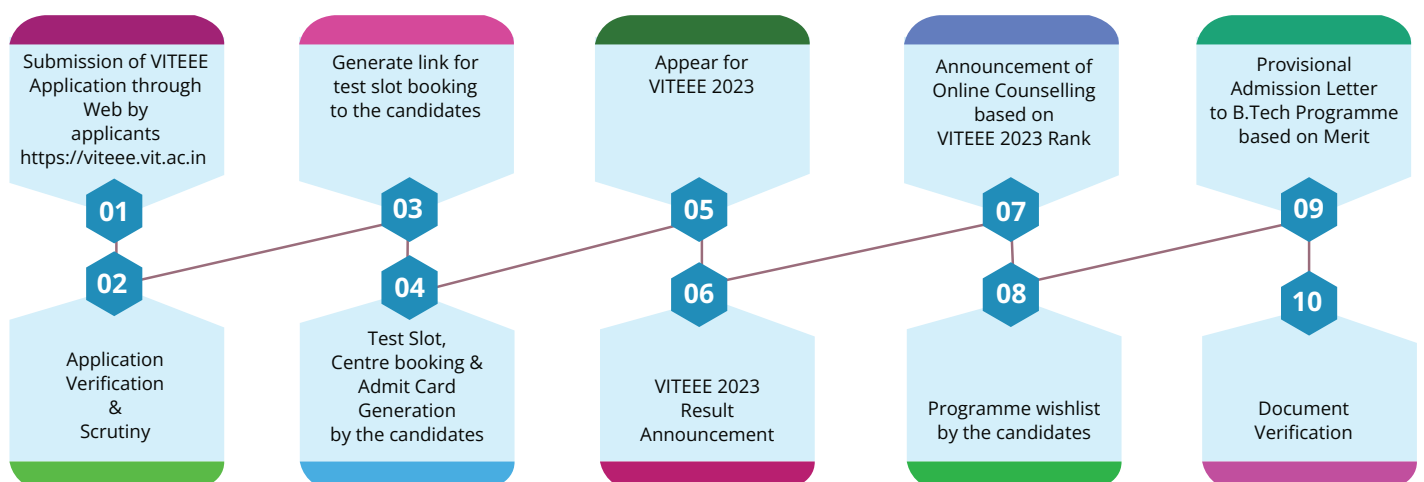 Submission of VITEEE
Application through
Web by
applicants
https://viteee.vit.ac.in
01
02
Application
Verification
&
Scrutiny
Generate link for
test slot booking
to the candidates
03
04
Test Slot,
Centre booking &
Admit Card
Generation
by the candidates
Appear for
VITEEE 2023
05
06
VITEEE 2023
Result
Announcement
Announcement of
Online Counselling
based on
VITEEE 2023 Rank
07
08
Programme wishlist
by the candidates
Provisional
Admission Letter
to B.Tech Programme
based on Merit
09
10
Document
Verification